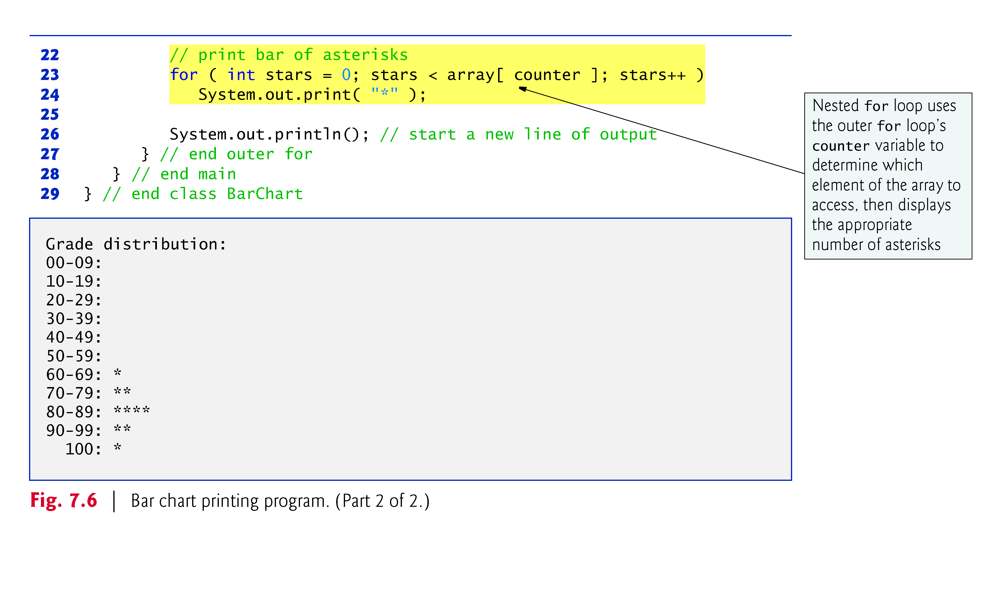 22 // print bar of asterisks
23 for ( int stars = 0; stars < array[ counter ]; stars++ )
24 System.out.print( "*" );
25
26 System.out.println(); // start a new line of output
27 } // end outer for
28 } // end main
29 } // end class BarChart
Nested for loop uses
the outer for loop’s
counter variable to
determine which
element of the array to
access, then displays
the appropriate
number of asterisks
Grade distribution:
00-09:
10-19:
20-29:
30-39:
40-49:
50-59:
60-69: *
70-79: **
80-89: ****
90-99: **
100: *
Fig. 7.6 | Bar chart printing program. (Part 2 of 2.)